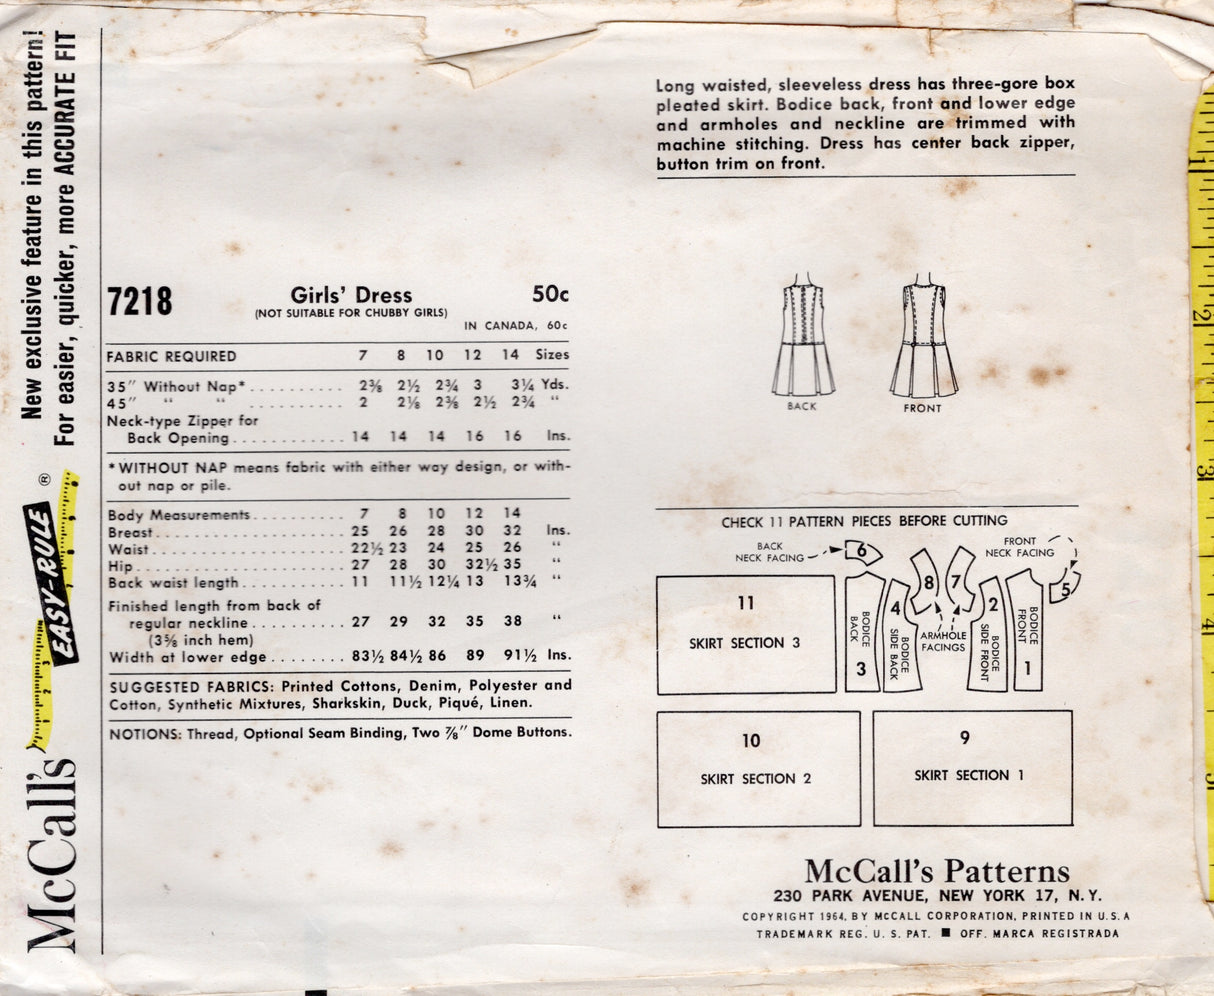 New exclusive feature in this pattern!
For easier, quicker, more ACCURATE FIT
EASY-RULE ®
McCall's
7218 Girls' Dress 50c
(NOT SUITABLE FOR CHUBBY GIRLS)
IN CANADA, 60c
FABRIC REQUIRED 7 8 10 12 14 Sizes
35" Without Nap* .......... 2⅜ 2½ 2¾ 3 3¼ Yds.
45" " " .......... 2 2⅛ 2⅜ 2½ 2¾ "
Neck-type Zipper for
Back Opening ............ 14 14 14 16 16 Ins.
*WITHOUT NAP means fabric with either way design, or with-
out nap or pile.
Body Measurements .......... 7 8 10 12 14
Breast .................... 25 26 28 30 32 Ins.
Waist .................... 22½ 23 24 25 26 "
Hip ...................... 27 28 30 32½ 35 "
Back waist length ........... 11 11½ 12¼ 13 13¾ "
Finished length from back of
regular neckline .......... 27 29 32 35 38 "
(3⅝ inch hem)
Width at lower edge ........ 83½ 84½ 86 89 91½ Ins.
SUGGESTED FABRICS: Printed Cottons, Denim, Polyester and
Cotton, Synthetic Mixtures, Sharkskin, Duck, Piqué, Linen.
NOTIONS: Thread, Optional Seam Binding, Two ⅞" Dome Buttons.
Long waisted, sleeveless dress has three-gore box
pleated skirt. Bodice back, front and lower edge
and armholes and neckline are trimmed with
machine stitching. Dress has center back zipper,
button trim on front.
BACK
FRONT
CHECK 11 PATTERN PIECES BEFORE CUTTING
BACK
NECK FACING
6
FRONT
NECK FACING
5
11
SKIRT SECTION 3
BODICE
BACK
3
4
BODICE
SIDE BACK
8
7
ARMHOLE
FACINGS
2
BODICE
SIDE FRONT
BODICE
FRONT
1
10
SKIRT SECTION 2
9
SKIRT SECTION 1
McCall's Patterns
230 PARK AVENUE, NEW YORK 17, N.Y.
COPYRIGHT 1964, BY McCALL CORPORATION, PRINTED IN U.S.A
TRADEMARK REG. U. S. PAT. ■ OFF. MARCA REGISTRADA
1
2
3
4
5
1
2
3